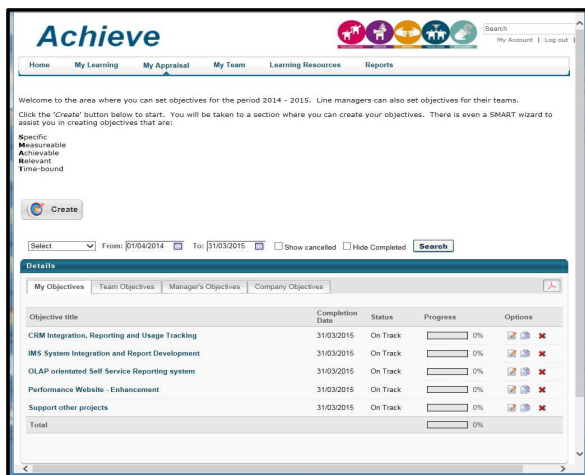 Achieve
Search
My Account | Log out |
Home My Learning My Appraisal My Team Learning Resources Reports
Welcome to the area where you can set objectives for the period 2014 - 2015. Line managers can also set objectives for their teams.
Click the 'Create' button below to start. You will be taken to a section where you can create your objectives. There is even a SMART wizard to
assist you in creating objectives that are:
Specific
Measureable
Achievable
Relevant
Time-bound
Create
Select From: 01/04/2014 To: 31/03/2015 Show cancelled Hide Completed Search
Details
My Objectives Team Objectives Manager's Objectives Company Objectives
Objective title Completion Date Status Progress Options
CRM Integration, Reporting and Usage Tracking 31/03/2015 On Track 0%
IMS System Integration and Report Development 31/03/2015 On Track 0%
OLAP orientated Self Service Reporting system 31/03/2015 On Track 0%
Performance Website - Enhancement 31/03/2015 On Track 0%
Support other projects 31/03/2015 On Track 0%
Total 0%